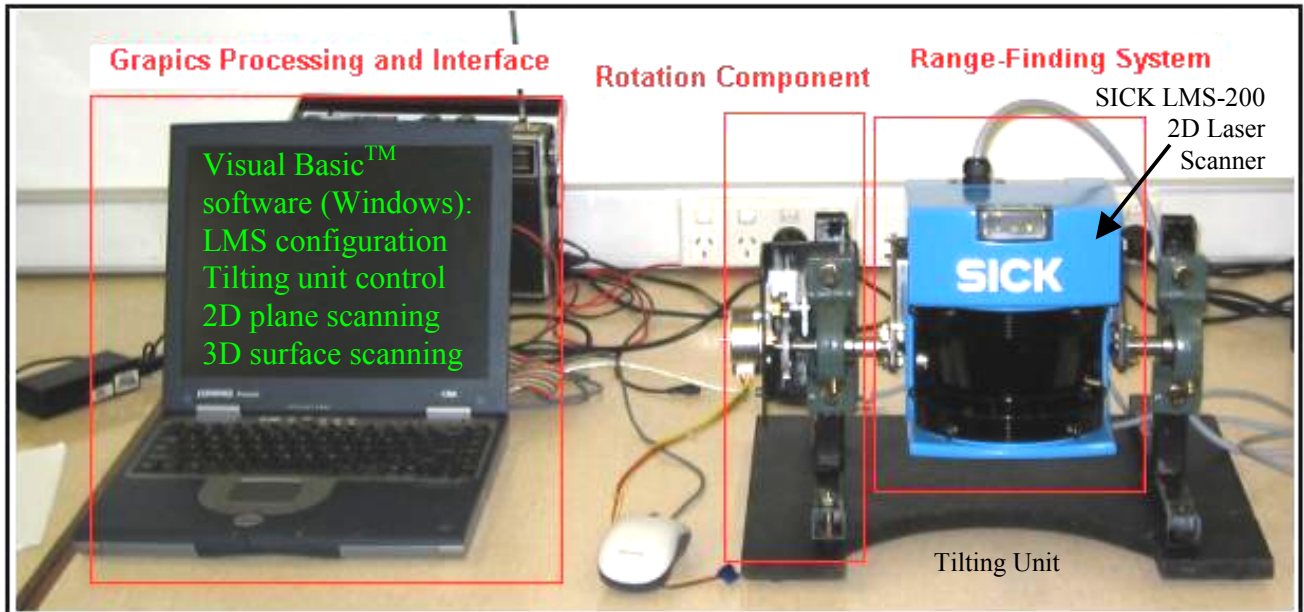 Grapics Processing and Interface
Rotation Component
Range-Finding System
SICK LMS-200
2D Laser
Scanner
Visual Basic™
software (Windows):
LMS configuration
Tilting unit control
2D plane scanning
3D surface scanning
SICK
Tilting Unit